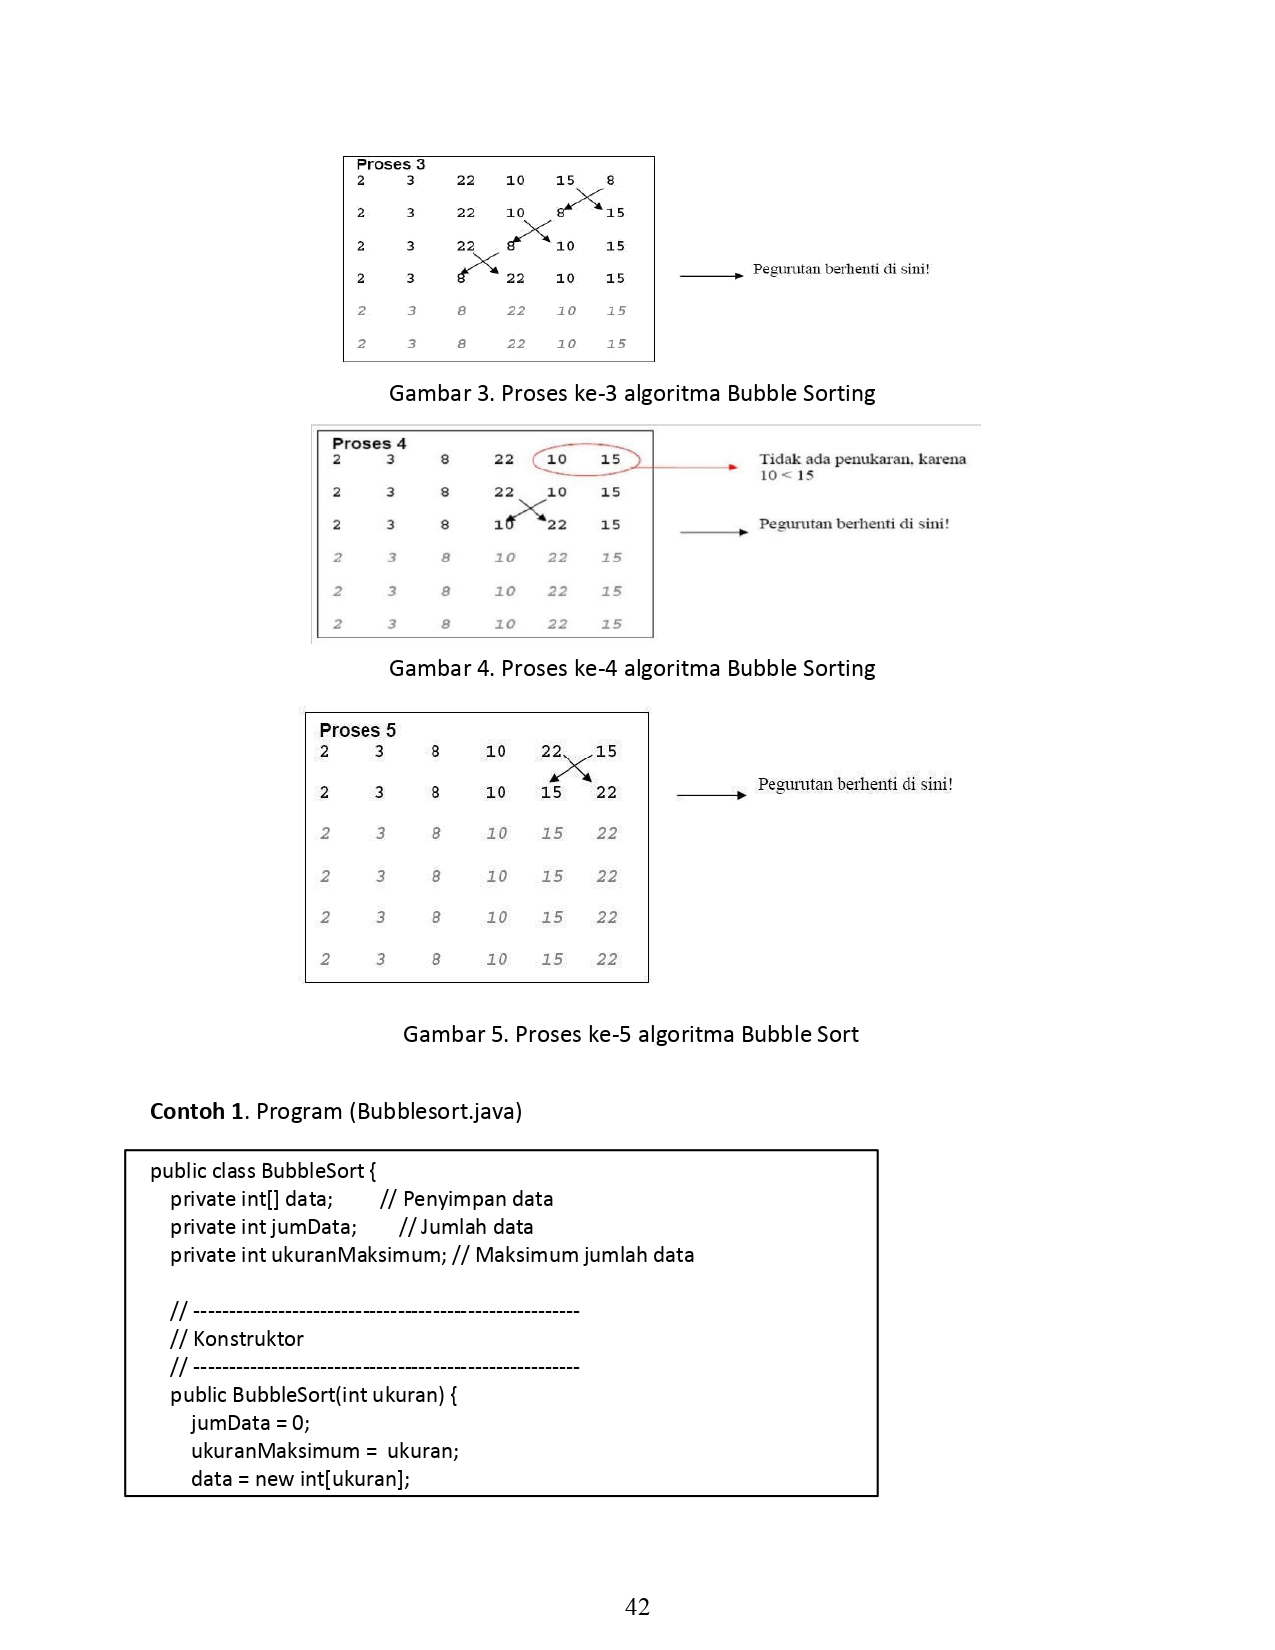 Proses 3
2 3 22 10 15 8
2 3 22 10 8 15
2 3 22 8 10 15
2 3 8 22 10 15
Pegurutan berhenti di sini!
2 3 8 22 10 15
2 3 8 22 10 15
Gambar 3. Proses ke-3 algoritma Bubble Sorting
Proses 4
2 3 8 22 10 15
Tidak ada penukaran, karena
10 < 15
2 3 8 22 10 15
2 3 8 10 22 15
Pegurutan berhenti di sini!
2 3 8 10 22 15
2 3 8 10 22 15
2 3 8 10 22 15
Gambar 4. Proses ke-4 algoritma Bubble Sorting
Proses 5
2 3 8 10 22 15
2 3 8 10 15 22
Pegurutan berhenti di sini!
2 3 8 10 15 22
2 3 8 10 15 22
2 3 8 10 15 22
2 3 8 10 15 22
Gambar 5. Proses ke-5 algoritma Bubble Sort
Contoh 1. Program (Bubblesort.java)
public class BubbleSort {
private int[] data; // Penyimpan data
private int jumData; // Jumlah data
private int ukuranMaksimum; // Maksimum jumlah data
// -------------------------------------------------------
// Konstruktor
// -------------------------------------------------------
public BubbleSort(int ukuran) {
jumData = 0;
ukuranMaksimum = ukuran;
data = new int[ukuran];
42